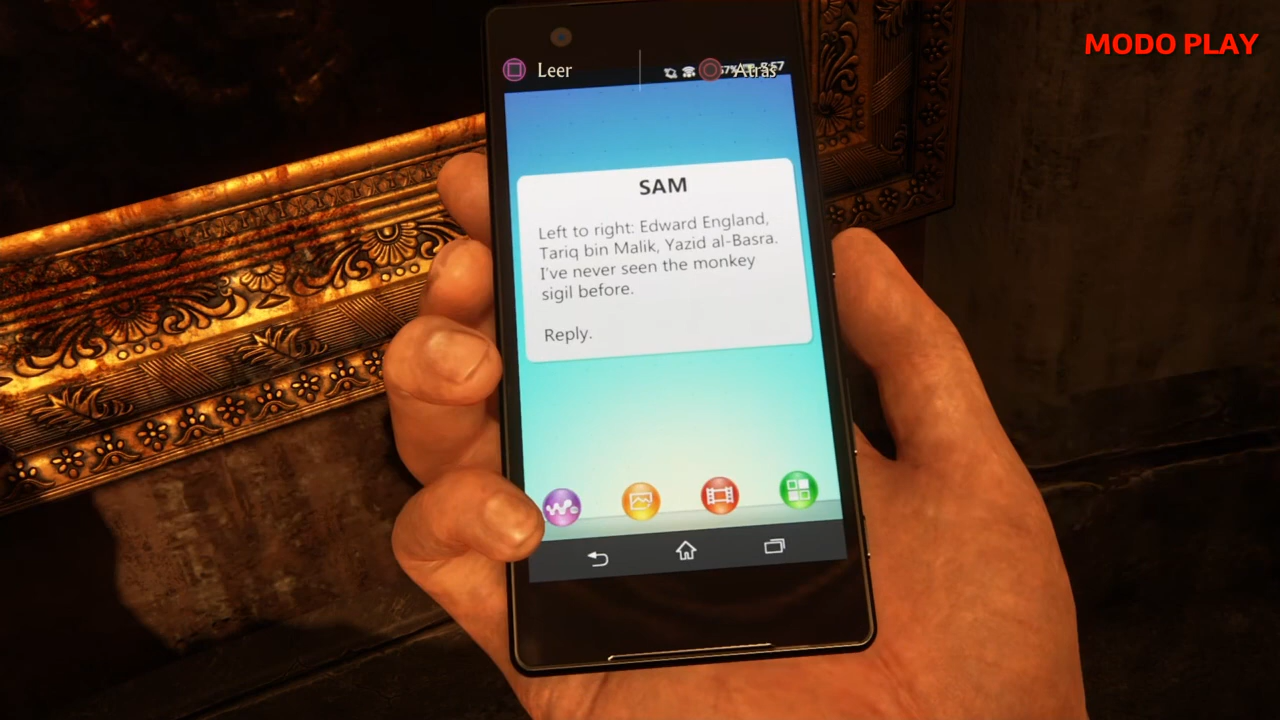 MODO PLAY
Leer
Atrás
SAM
Left to right: Edward England,
Tariq bin Malik, Yazid al-Basra.
I've never seen the monkey
sigil before.
Reply.